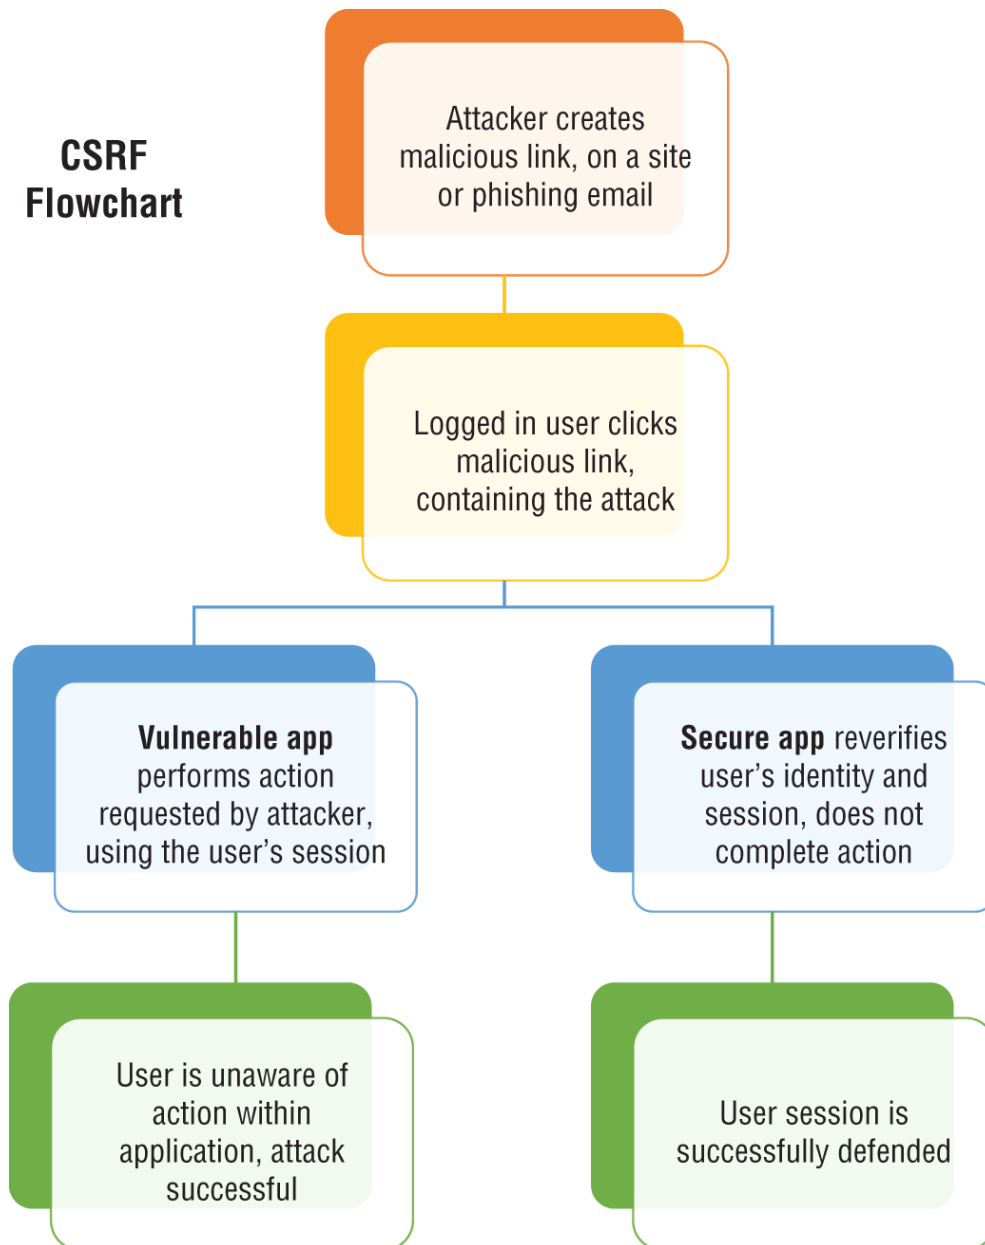 CSRF
Flowchart
Attacker creates
malicious link, on a site
or phishing email
Logged in user clicks
malicious link,
containing the attack
Vulnerable app
performs action
requested by attacker,
using the user’s session
Secure app reverifies
user’s identity and
session, does not
complete action
User is unaware of
action within
application, attack
successful
User session is
successfully defended